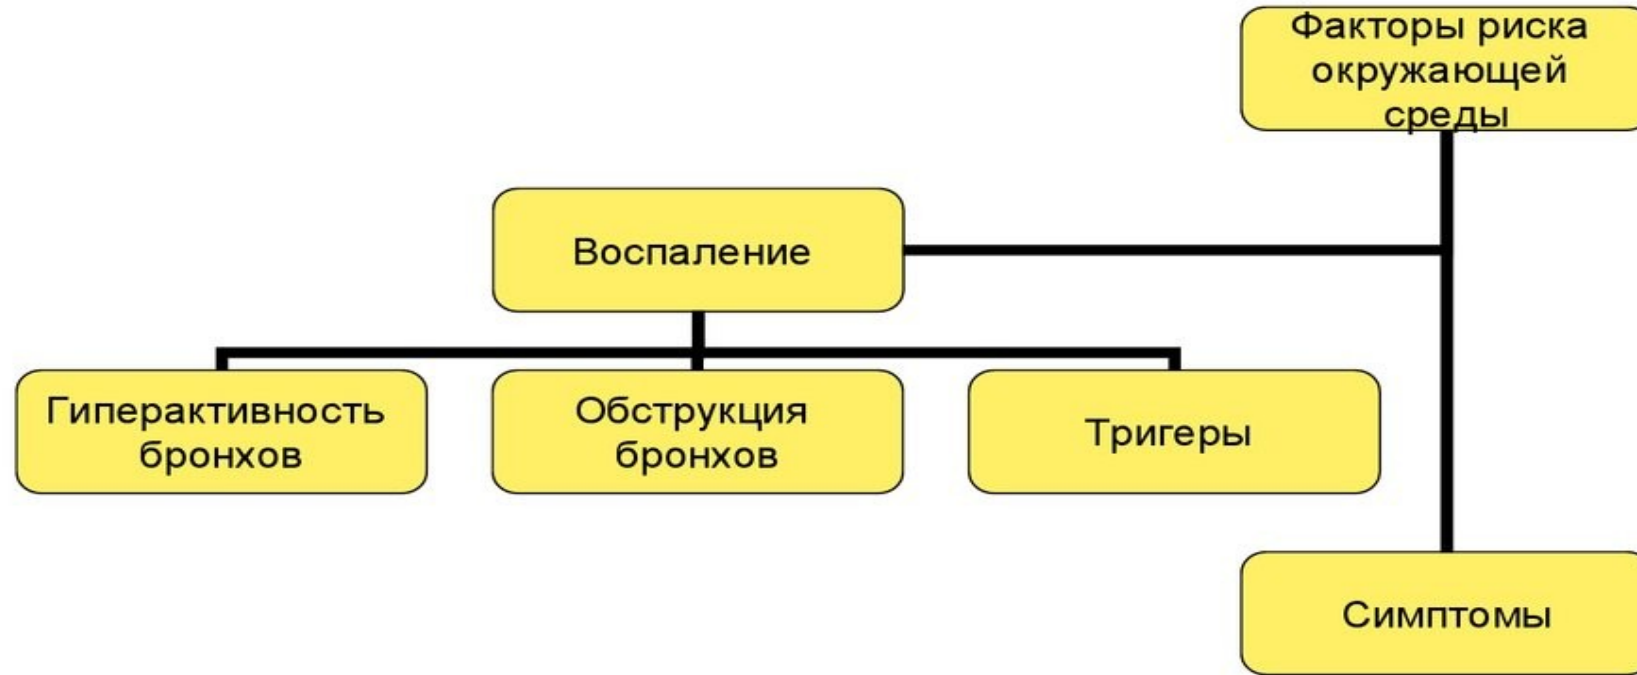 Факторы риска
окружающей
среды
Воспаление
Гиперактивность
бронхов
Обструкция
бронхов
Тригеры
Симптомы